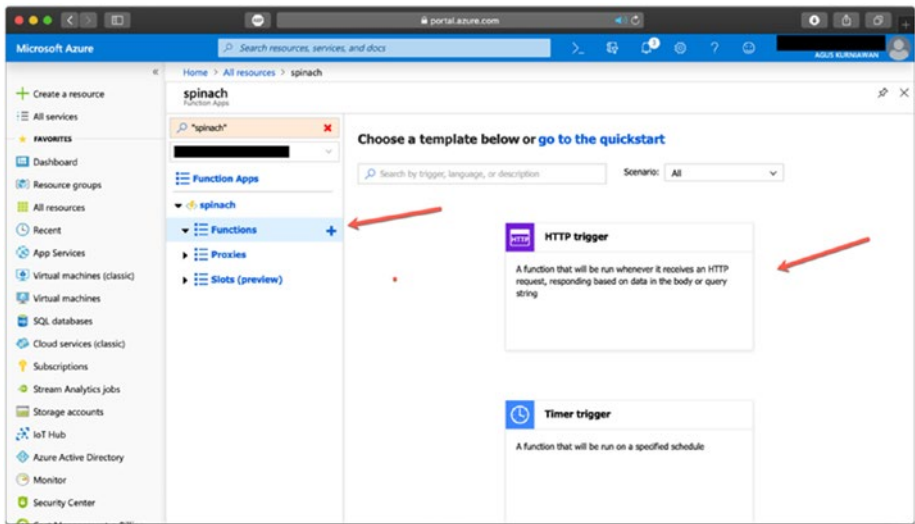 portal.azure.com
Microsoft Azure
Search resources, services, and docs
1
?
AGUS KURNIAWAN
«
Home > All resources > spinach
Create a resource
All services
FAVORITES
Dashboard
Resource groups
All resources
Recent
App Services
Virtual machines (classic)
Virtual machines
SQL databases
Cloud services (classic)
Subscriptions
Stream Analytics jobs
Storage accounts
IoT Hub
Azure Active Directory
Monitor
Security Center
spinach
Function Apps
"spinach"
Function Apps
spinach
Functions
Proxies
Slots (preview)
Choose a template below or go to the quickstart
Search by trigger, language, or description
Scenario: All
HTTP
HTTP trigger
A function that will be run whenever it receives an HTTP
request, responding based on data in the body or query
string
Timer trigger
A function that will be run on a specified schedule